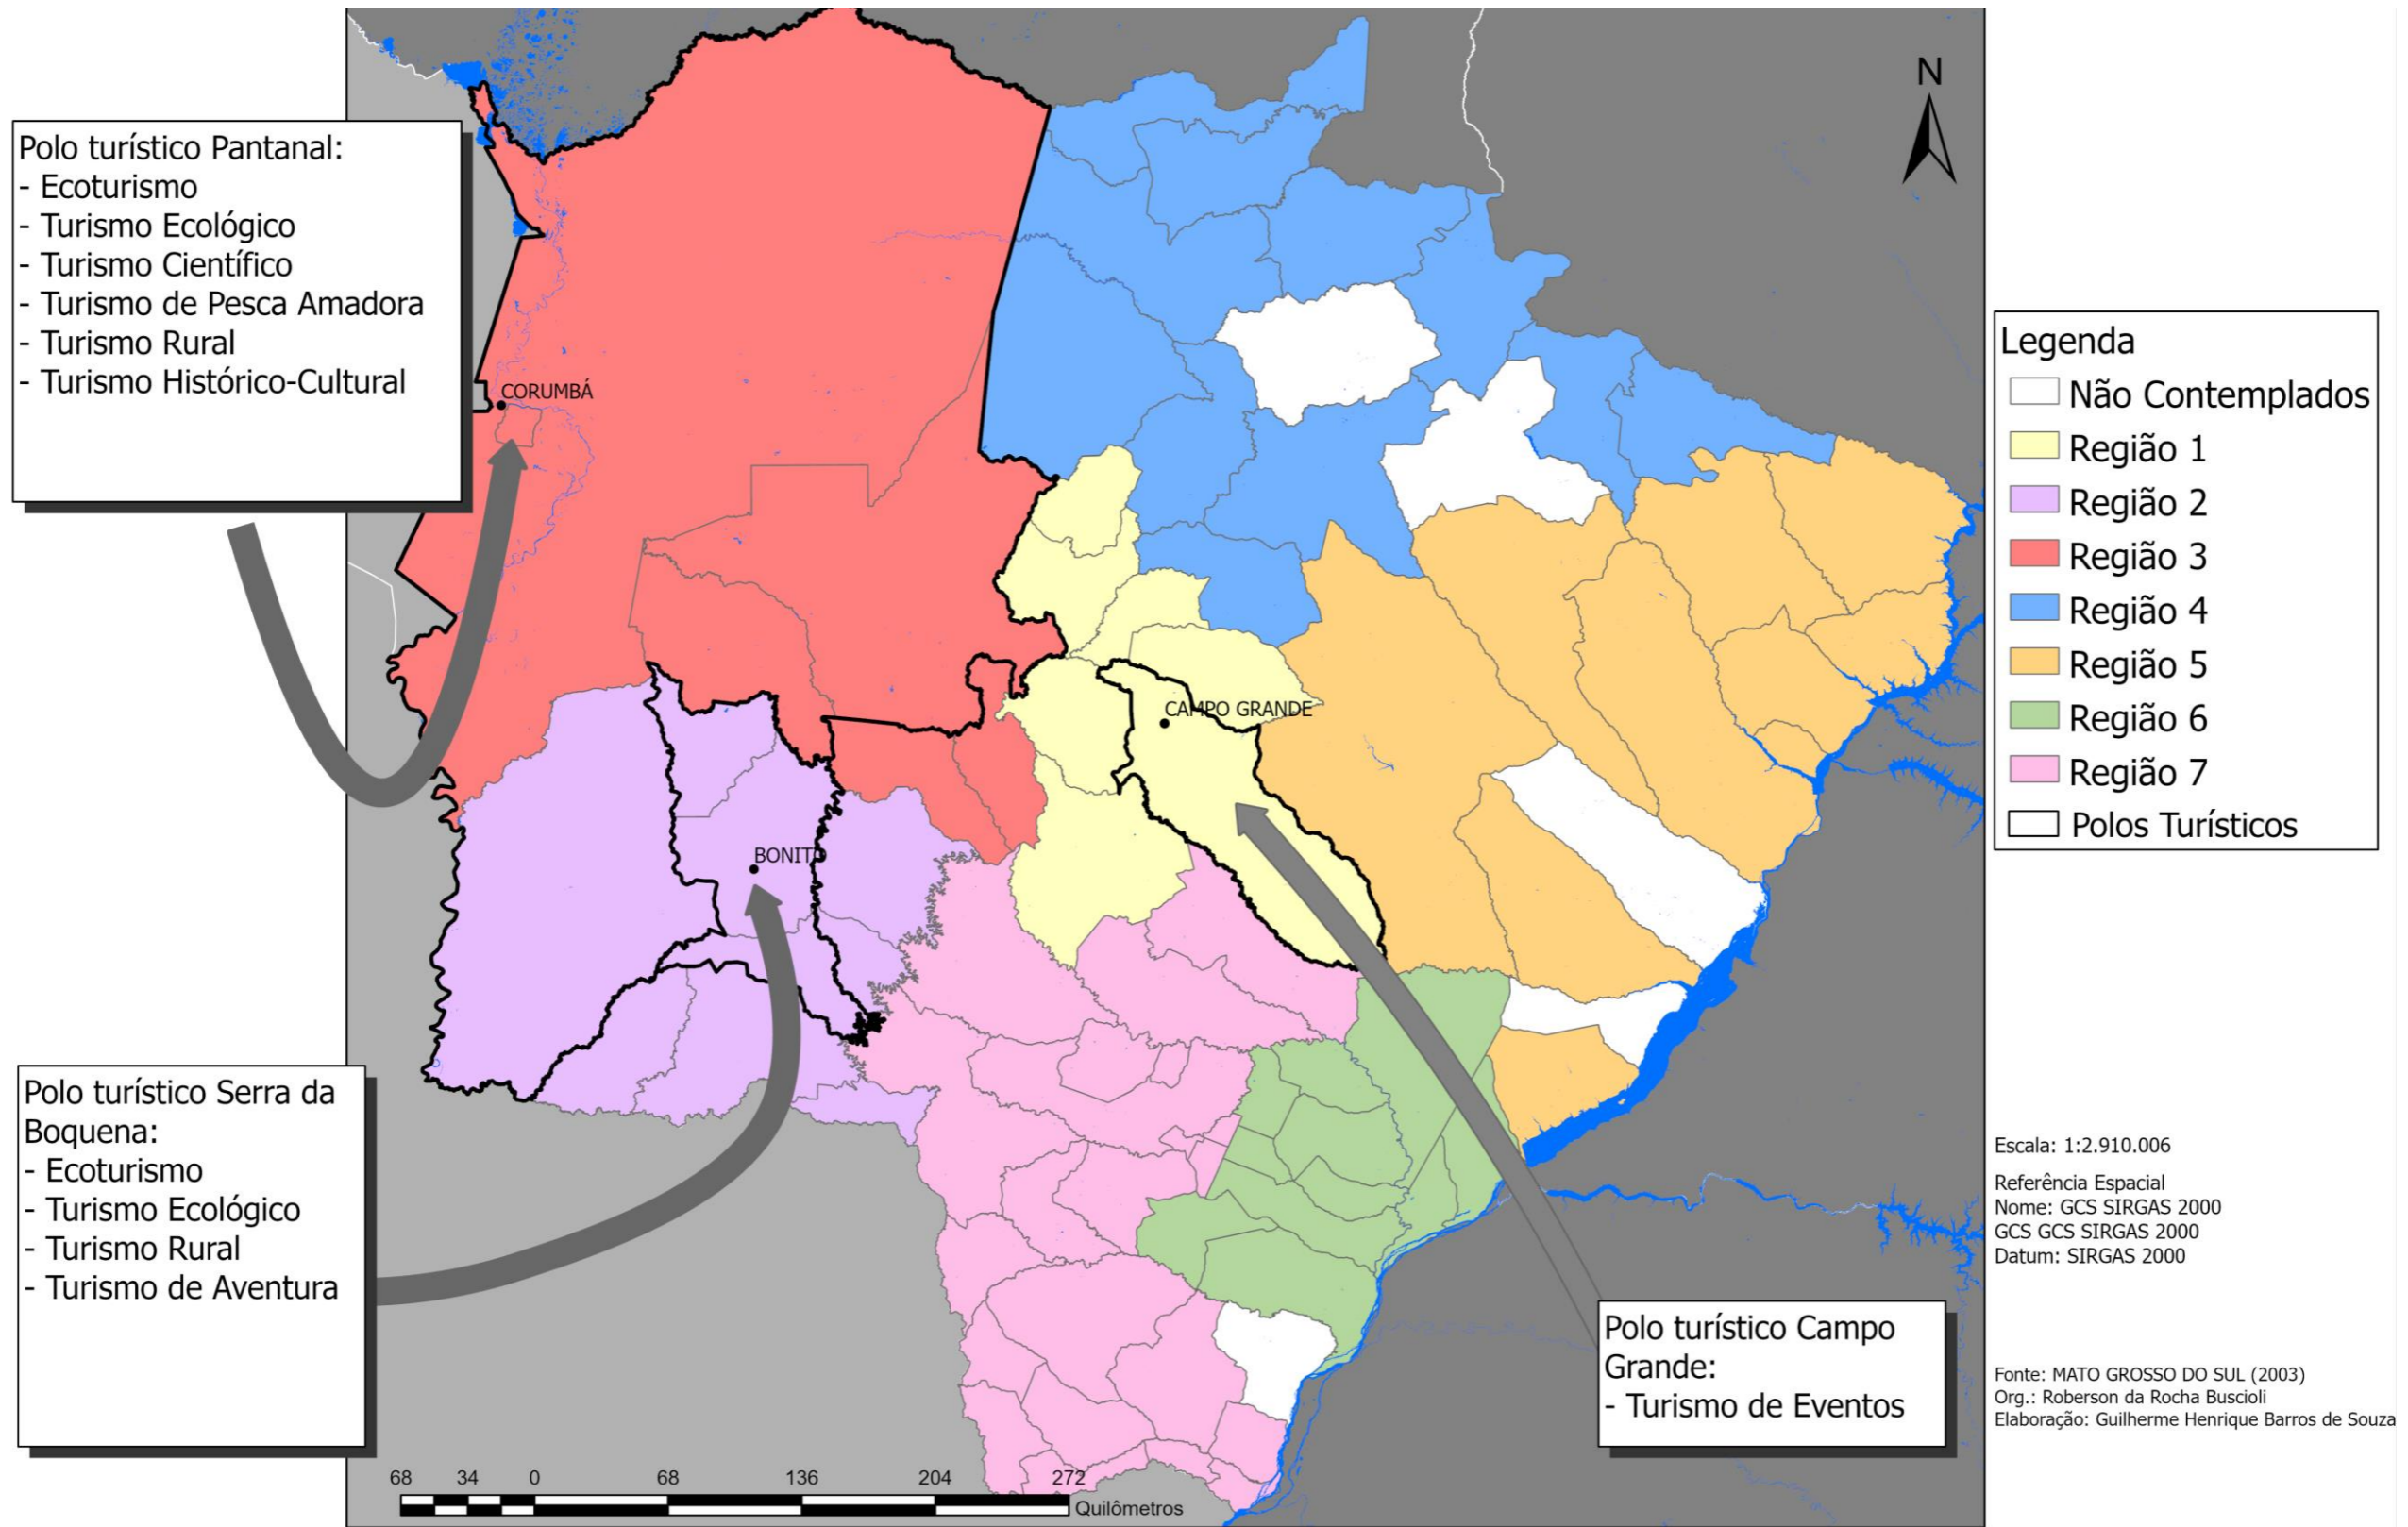 Polo turístico Pantanal:
- Ecoturismo
- Turismo Ecológico
- Turismo Científico
- Turismo de Pesca Amadora
- Turismo Rural
- Turismo Histórico-Cultural
N
CORUMBÁ
CAMPO GRANDE
BONITO
Legenda
Não Contemplados
Região 1
Região 2
Região 3
Região 4
Região 5
Região 6
Região 7
Polos Turísticos
Polo turístico Serra da
Boquena:
- Ecoturismo
- Turismo Ecológico
- Turismo Rural
- Turismo de Aventura
Polo turístico Campo
Grande:
- Turismo de Eventos
Escala: 1:2.910.006
Referência Espacial
Nome: GCS SIRGAS 2000
GCS GCS SIRGAS 2000
Datum: SIRGAS 2000
Fonte: MATO GROSSO DO SUL (2003)
Org.: Roberson da Rocha Buscioli
Elaboração: Guilherme Henrique Barros de Souza
68 34 0 68 136 204 272
Quilômetros